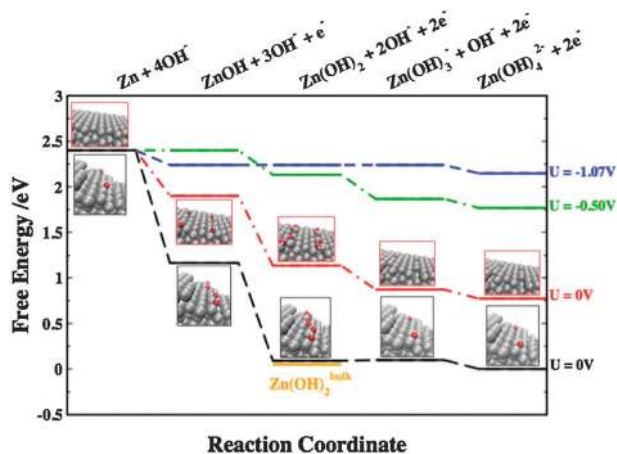 Zn + 4OH⁻
ZnOH + 3OH⁻ + e⁻
Zn(OH)₂ + 2OH⁻ + 2e⁻
Zn(OH)₃⁻ + OH⁻ + 2e⁻
Zn(OH)₄²⁻ + 2e⁻
Free Energy /eV
3
2.5
2
1.5
1
0.5
0
-0.5
U = -1.07V
U = -0.50V
U = 0V
U = 0V
Zn(OH)₂ᵇᵘˡᵏ
Reaction Coordinate